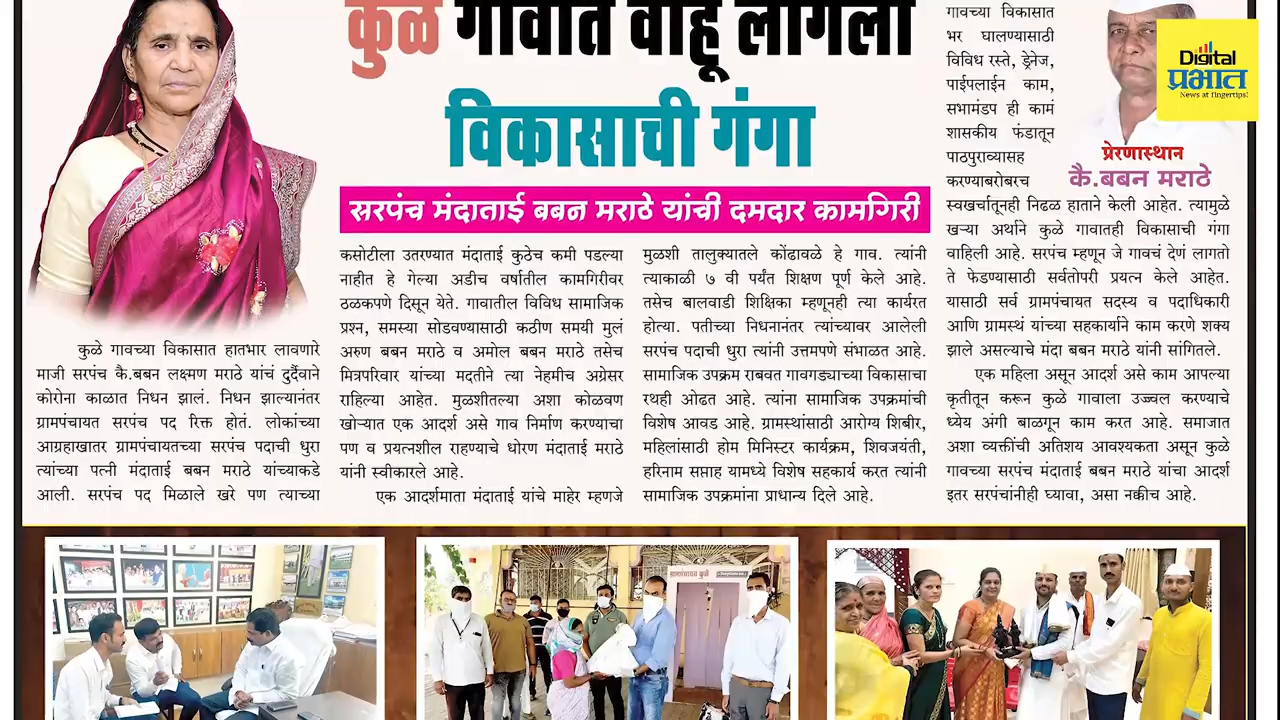 कुळे गावात वाहू लागली
विकासाची गंगा
सरपंच मंदाताई बबन मराठे यांची दमदार कामगिरी
कुळे गावच्या विकासात हातभार लावणारे
माजी सरपंच कै.बबन लक्ष्मण मराठे यांचं दुर्दैवाने
कोरोना काळात निधन झालं. निधन झाल्यानंतर
ग्रामपंचायत सरपंच पद रिक्त होतं. लोकांच्या
आग्रहाखातर ग्रामपंचायतच्या सरपंच पदाची धुरा
त्यांच्या पत्नी मंदाताई बबन मराठे यांच्याकडे
आली. सरपंच पद मिळाले खरे पण त्याच्या
कसोटीला उतरण्यात मंदाताई कुठेच कमी पडल्या
नाहीत हे गेल्या अडीच वर्षातील कामगिरीवर
ठळकपणे दिसून येते. गावातील विविध सामाजिक
प्रश्न, समस्या सोडवण्यासाठी कठीण समयी मुलं
अरुण बबन मराठे व अमोल बबन मराठे तसेच
मित्रपरिवार यांच्या मदतीने त्या नेहमीच अग्रेसर
राहिल्या आहेत. मुळशीतल्या अशा कोळवण
खोऱ्यात एक आदर्श असे गाव निर्माण करण्याचा
पण व प्रयत्नशील राहण्याचे धोरण मंदाताई मराठे
यांनी स्वीकारले आहे.
एक आदर्शमाता मंदाताई यांचे माहेर म्हणजे
मुळशी तालुक्यातले कोंढावळे हे गाव. त्यांनी
त्याकाळी ७ वी पर्यंत शिक्षण पूर्ण केले आहे.
तसेच बालवाडी शिक्षिका म्हणूनही त्या कार्यरत
होत्या. पतीच्या निधनानंतर त्यांच्यावर आलेली
सरपंच पदाची धुरा त्यांनी उत्तमपणे संभाळत आहे.
सामाजिक उपक्रम राबवत गावगड्याच्या विकासाचा
रथही ओढत आहे. त्यांना सामाजिक उपक्रमांची
विशेष आवड आहे. ग्रामस्थांसाठी आरोग्य शिबीर,
महिलांसाठी होम मिनिस्टर कार्यक्रम, शिवजयंती,
हरिनाम सप्ताह यामध्ये विशेष सहकार्य करत त्यांनी
सामाजिक उपक्रमांना प्राधान्य दिले आहे.
गावच्या विकासात
भर घालण्यासाठी
विविध रस्ते, ड्रेनेज,
पाईपलाईन काम,
सभामंडप ही कामं
शासकीय फंडातून
पाठपुराव्यासह
करण्याबरोबरच
स्वखर्चातूनही निढळ हाताने केली आहेत. त्यामुळे
खऱ्या अर्थाने कुळे गावातही विकासाची गंगा
वाहिली आहे. सरपंच म्हणून जे गावचं देणं लागतो
ते फेडण्यासाठी सर्वतोपरी प्रयत्न केले आहेत.
यासाठी सर्व ग्रामपंचायत सदस्य व पदाधिकारी
आणि ग्रामस्थं यांच्या सहकार्याने काम करणे शक्य
झाले असल्याचे मंदा बबन मराठे यांनी सांगितले.
एक महिला असून आदर्श असे काम आपल्या
कृतीतून करून कुळे गावाला उज्ज्वल करण्याचे
ध्येय अंगी बाळगून काम करत आहे. समाजात
अशा व्यक्तींची अतिशय आवश्यकता असून कुळे
गावच्या सरपंच मंदाताई बबन मराठे यांचा आदर्श
इतर सरपंचांनीही घ्यावा, असा नक्कीच आहे.
प्रेरणास्थान
कै.बबन मराठे
Digital
प्रभात
News at fingertips!
ग्रामपंचायत कुळे